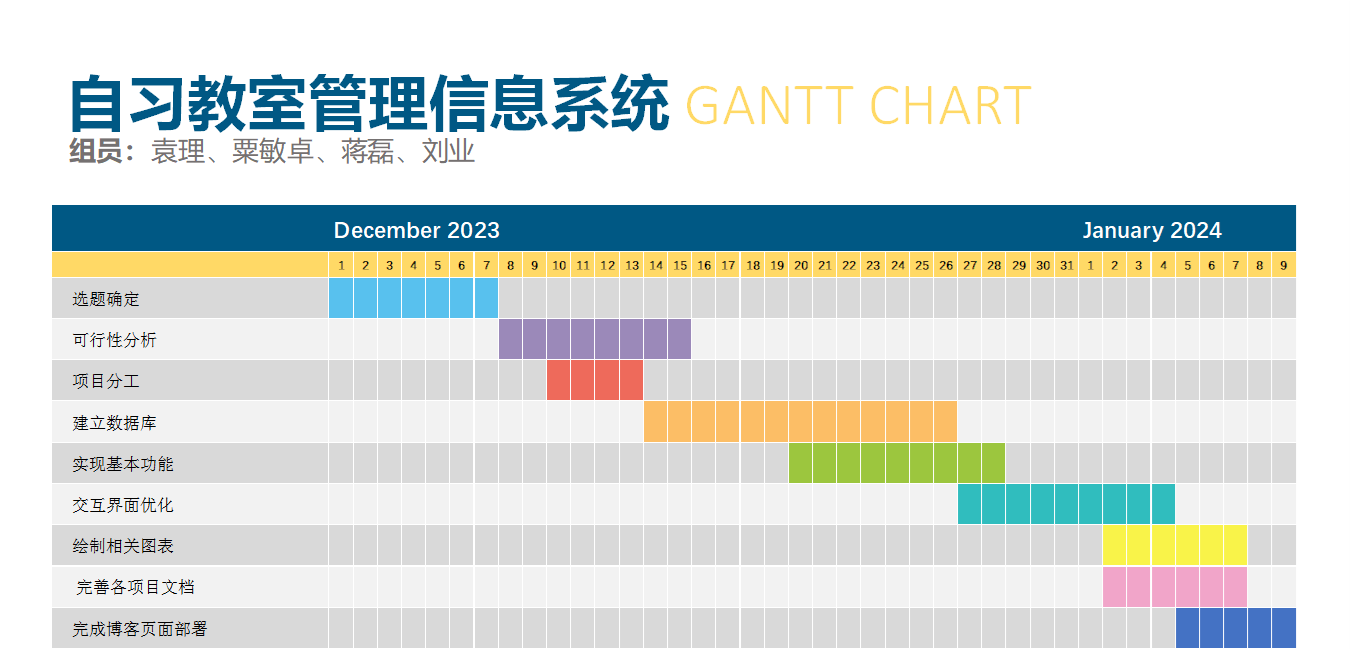 自习教室管理信息系统 GANTT CHART
组员：袁理、粟敏卓、蒋磊、刘业
December 2023 January 2024
1 2 3 4 5 6 7 8 9 10 11 12 13 14 15 16 17 18 19 20 21 22 23 24 25 26 27 28 29 30 31 1 2 3 4 5 6 7 8 9
选题确定
可行性分析
项目分工
建立数据库
实现基本功能
交互界面优化
绘制相关图表
完善各项目文档
完成博客页面部署